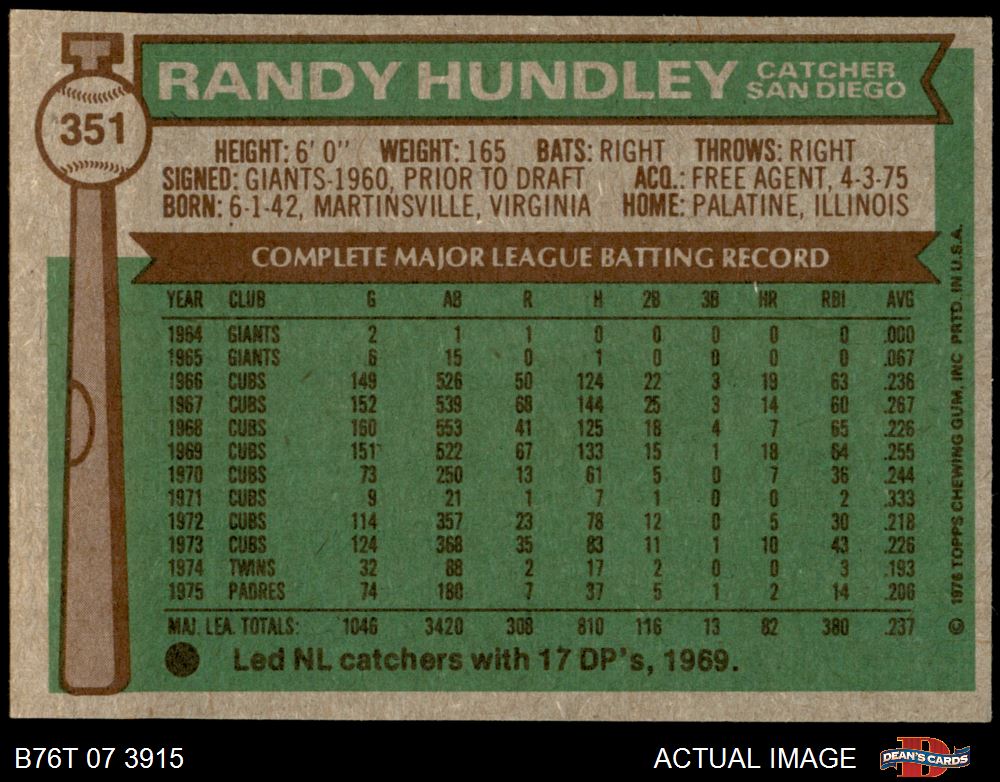 RANDY HUNDLEY CATCHER SAN DIEGO
351
HEIGHT: 6' 0" WEIGHT: 165 BATS: RIGHT THROWS: RIGHT
SIGNED: GIANTS-1960, PRIOR TO DRAFT ACQ.: FREE AGENT, 4-3-75
BORN: 6-1-42, MARTINSVILLE, VIRGINIA HOME: PALATINE, ILLINOIS
COMPLETE MAJOR LEAGUE BATTING RECORD
YEAR CLUB G AB R H 2B 3B HR RBI AVG
1964 GIANTS 2 1 1 0 0 0 0 0 .000
1965 GIANTS 6 15 0 1 0 0 0 0 .067
1966 CUBS 149 526 50 124 22 3 19 63 .236
1967 CUBS 152 539 68 144 25 3 14 60 .267
1968 CUBS 160 553 41 125 18 4 7 65 .226
1969 CUBS 151 522 67 133 15 1 18 64 .255
1970 CUBS 73 250 13 61 5 0 7 36 .244
1971 CUBS 9 21 1 7 1 0 0 2 .333
1972 CUBS 114 357 23 78 12 0 5 30 .218
1973 CUBS 124 368 35 83 11 1 10 43 .226
1974 TWINS 32 88 2 17 2 0 0 3 .193
1975 PADRES 74 180 7 37 5 1 2 14 .206
MAJ. LEA. TOTALS: 1046 3420 308 810 116 13 82 380 .237
Led NL catchers with 17 DP's, 1969.
© 1976 TOPPS CHEWING GUM, INC. PRTD. IN U.S.A.
B76T 07 3915
ACTUAL IMAGE
DEAN'S CARDS